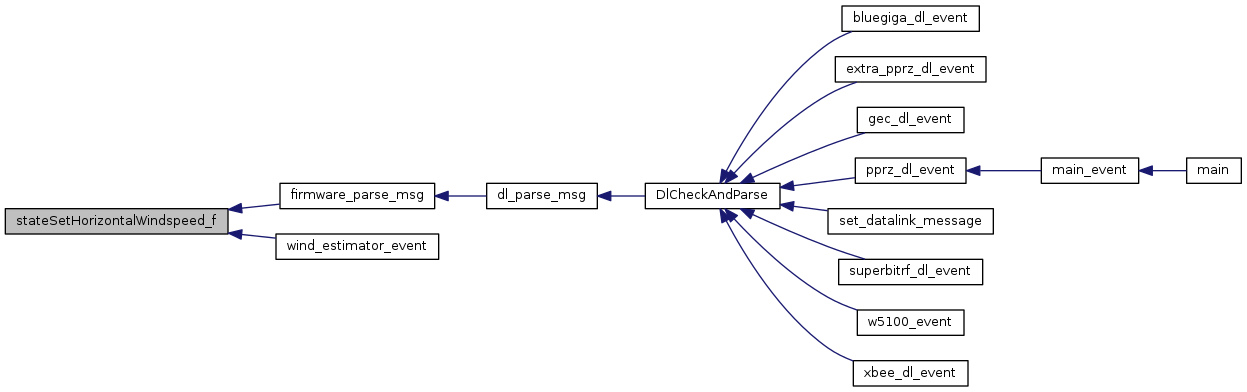 bluegiga_dl_event
extra_pprz_dl_event
gec_dl_event
pprz_dl_event
main_event
main
firmware_parse_msg
dl_parse_msg
DlCheckAndParse
stateSetHorizontalWindspeed_f
set_datalink_message
wind_estimator_event
superbitrf_dl_event
w5100_event
xbee_dl_event